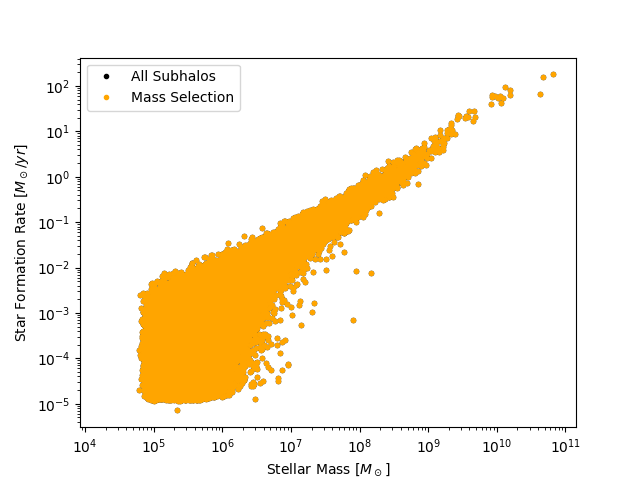 All Subhalos
Mass Selection
10²
10¹
10⁰
10⁻¹
10⁻²
10⁻³
10⁻⁴
10⁻⁵
Star Formation Rate [M⊙/yr]
10⁴ 10⁵ 10⁶ 10⁷ 10⁸ 10⁹ 10¹⁰ 10¹¹
Stellar Mass [M⊙]